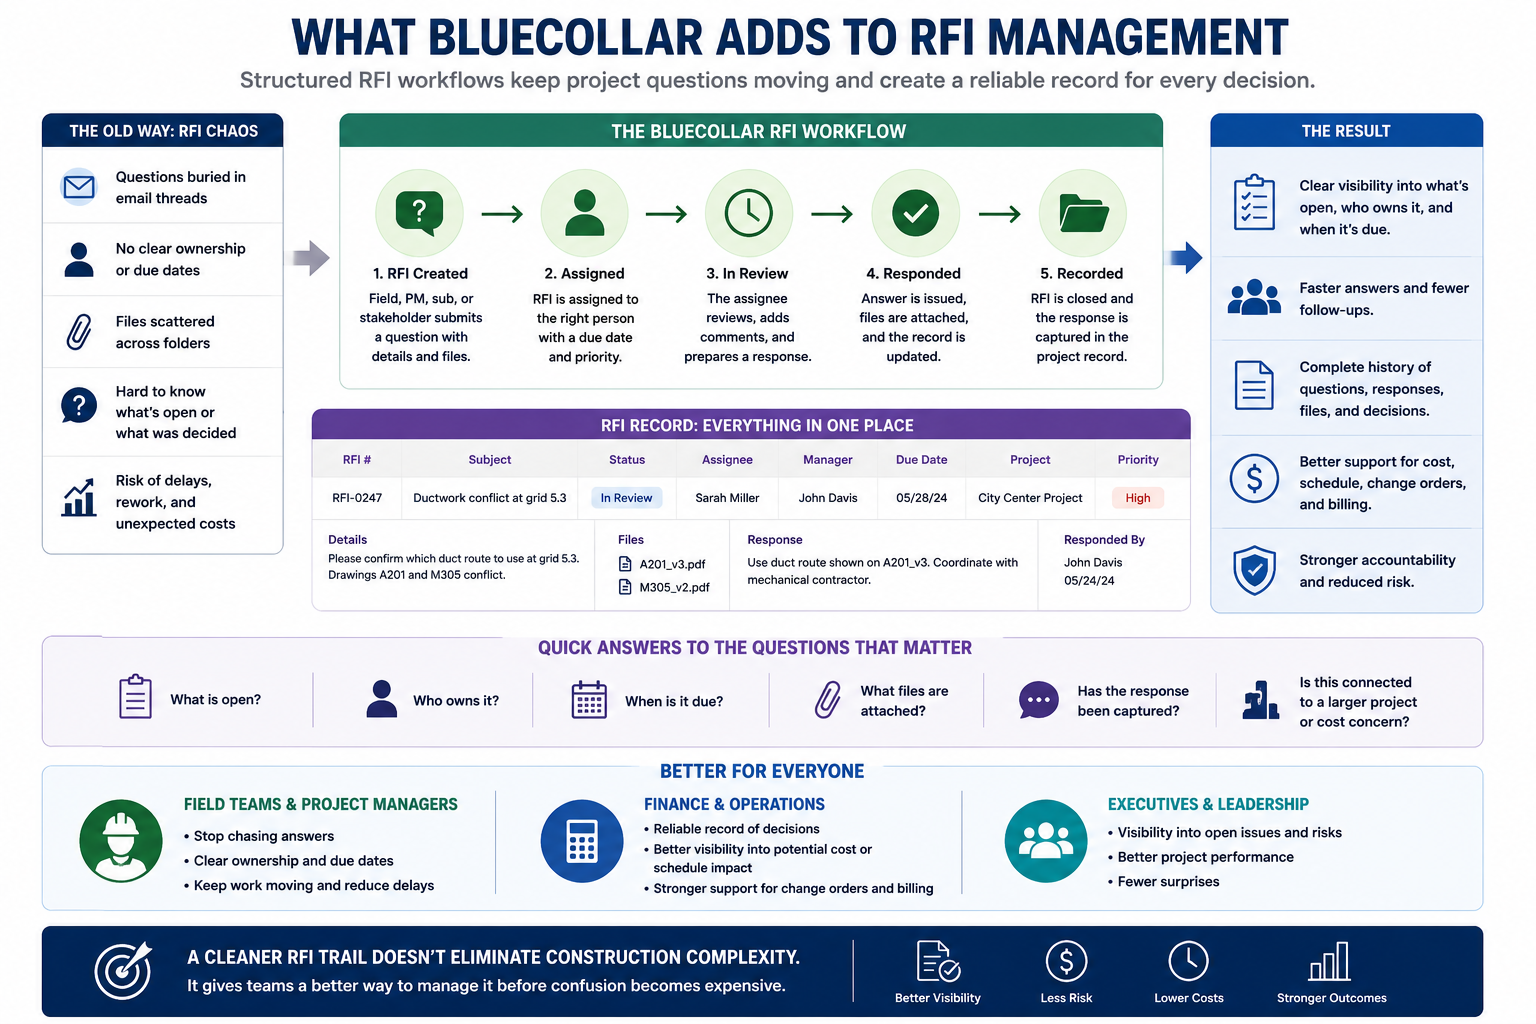 WHAT BLUECOLLAR ADDS TO RFI MANAGEMENT
Structured RFI workflows keep project questions moving and create a reliable record for every decision.
THE OLD WAY: RFI CHAOS
Questions buried in
email threads
No clear ownership
or due dates
Files scattered
across folders
Hard to know
what's open or
what was decided
Risk of delays,
rework, and
unexpected costs
THE BLUECOLLAR RFI WORKFLOW
1. RFI Created
Field, PM, sub, or
stakeholder submits
a question with
details and files.
2. Assigned
RFI is assigned to
the right person
with a due date
and priority.
3. In Review
The assignee
reviews, adds
comments, and
prepares a response.
4. Responded
Answer is issued,
files are attached,
and the record is
updated.
5. Recorded
RFI is closed and
the response is
captured in the
project record.
THE RESULT
Clear visibility into what's
open, who owns it, and
when it's due.
Faster answers and fewer
follow-ups.
Complete history of
questions, responses,
files, and decisions.
Better support for cost,
schedule, change orders,
and billing.
Stronger accountability
and reduced risk.
RFI RECORD: EVERYTHING IN ONE PLACE
RFI # Subject Status Assignee Manager Due Date Project Priority
RFI-0247 Ductwork conflict at grid 5.3 In Review Sarah Miller John Davis 05/28/24 City Center Project High
Details
Please confirm which duct route to use at grid 5.3.
Drawings A201 and M305 conflict.
Files
A201_v3.pdf
M305_v2.pdf
Response
Use duct route shown on A201_v3. Coordinate with
mechanical contractor.
Responded By
John Davis
05/24/24
QUICK ANSWERS TO THE QUESTIONS THAT MATTER
What is open?
Who owns it?
When is it due?
What files are
attached?
Has the response
been captured?
Is this connected
to a larger project
or cost concern?
BETTER FOR EVERYONE
FIELD TEAMS & PROJECT MANAGERS
• Stop chasing answers
• Clear ownership and due dates
• Keep work moving and reduce delays
FINANCE & OPERATIONS
• Reliable record of decisions
• Better visibility into potential cost or
schedule impact
• Stronger support for change orders and billing
EXECUTIVES & LEADERSHIP
• Visibility into open issues and risks
• Better project performance
• Fewer surprises
A CLEANER RFI TRAIL DOESN'T ELIMINATE CONSTRUCTION COMPLEXITY.
It gives teams a better way to manage it before confusion becomes expensive.
Better Visibility
Less Risk
Lower Costs
Stronger Outcomes